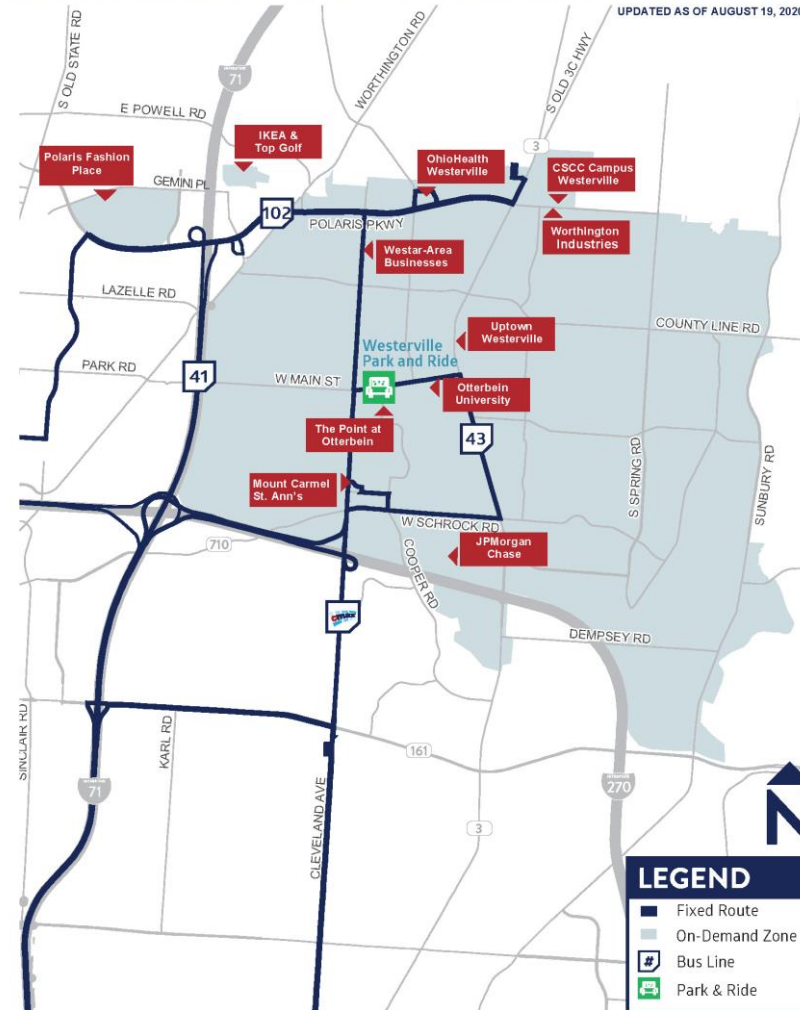 UPDATED AS OF AUGUST 19, 2020
S OLD STATE RD
71
WORTHINGTON RD
S OLD 3C HWY
E POWELL RD
IKEA &
Top Golf
3
Polaris Fashion
Place
OhioHealth
Westerville
CSCC Campus
Westerville
GEMINI PL
102
POLARIS PKWY
Worthington
Industries
Westar-Area
Businesses
LAZELLE RD
COUNTY LINE RD
Uptown
Westerville
Westerville
Park and Ride
PARK RD
41
W MAIN ST
Otterbein
University
The Point at
Otterbein
43
S SPRING RD
SUNBURY RD
Mount Carmel
St. Ann's
W SCHROCK RD
710
JPMorgan
Chase
COOPER RD
DEMPSEY RD
SINCLAIR RD
KARL RD
161
71
270
CLEVELAND AVE
3
N
LEGEND
Fixed Route
On-Demand Zone
# Bus Line
Park & Ride